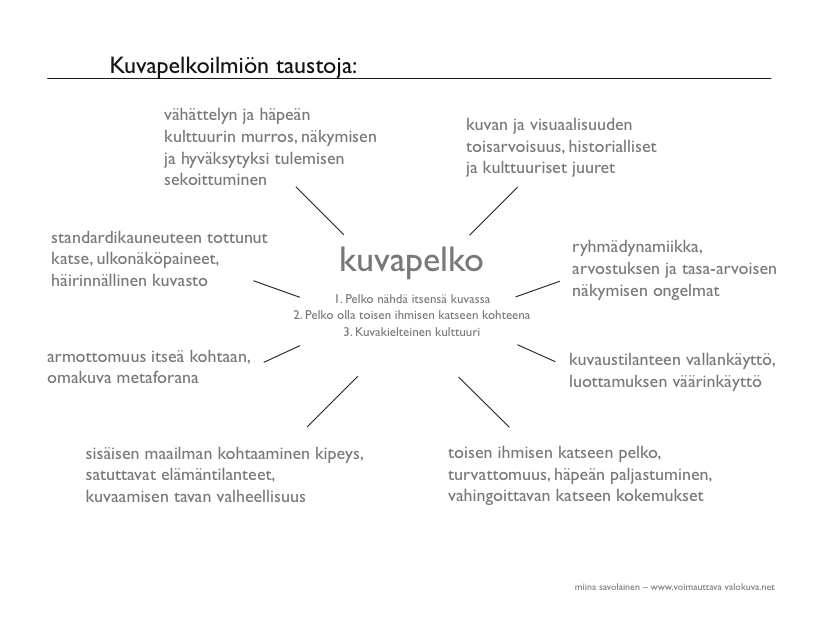 Kuvapelkoilmiön taustoja:
vähättelyn ja häpeän
kulttuurin murros, näkymisen
ja hyväksytyksi tulemisen
sekoittuminen
kuvan ja visuaalisuuden
toisarvoisuus, historialliset
ja kulttuuriset juuret
standardikauneuteen tottunut
katse, ulkonäköpaineet,
häirinnällinen kuvasto
kuvapelko
1. Pelko nähdä itsensä kuvassa
2. Pelko olla toisen ihmisen katseen kohteena
3. Kuvakielteinen kulttuuri
ryhmädynamiikka,
arvostuksen ja tasa-arvoisen
näkymisen ongelmat
armottomuus itseä kohtaan,
omakuva metaforana
kuvaustilanteen vallankäyttö,
luottamuksen väärinkäyttö
sisäisen maailman kohtaaminen kipeys,
satuttavat elämäntilanteet,
kuvaamisen tavan valheellisuus
toisen ihmisen katseen pelko,
turvattomuus, häpeän paljastuminen,
vahingoittavan katseen kokemukset
miina savolainen – www.voimauttava valokuva.net